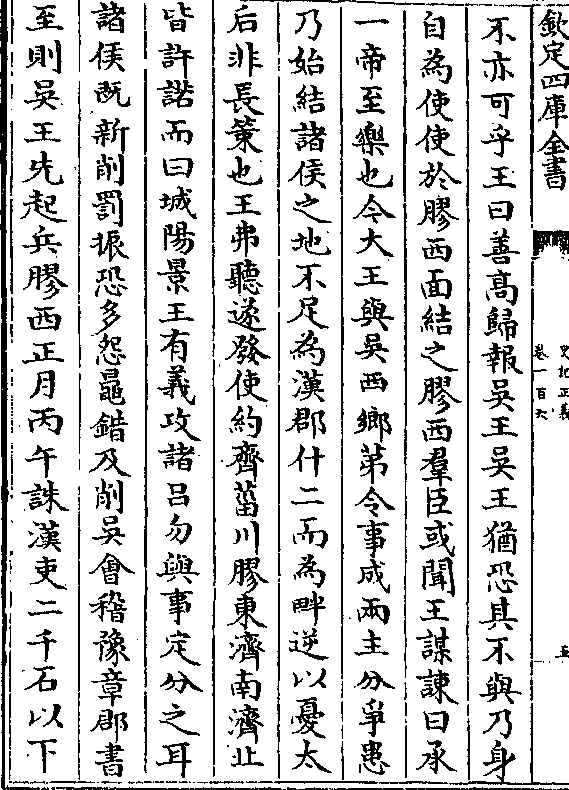 欽定四庫全書
史記正義
卷一百六
五
不亦可乎王曰善高歸報吳王吳王猶恐其不與乃身
自為使使於膠西面結之膠西羣臣或聞王謀諫曰承
一帝至樂也今大王與吳西鄉苐令事成兩主分爭患
乃始結諸侯之地不足為漢郡什二而為畔逆以憂太
后非長策也王弗聽遂發使約齊菑川膠東濟南濟北
皆許諾而曰城陽景王有義攻諸呂勿與事定分之耳
諸侯既新削罰振恐多怨鼂錯及削吳會稽豫章郡書
至則吳王先起兵膠西正月丙午誅漢吏二千石以下